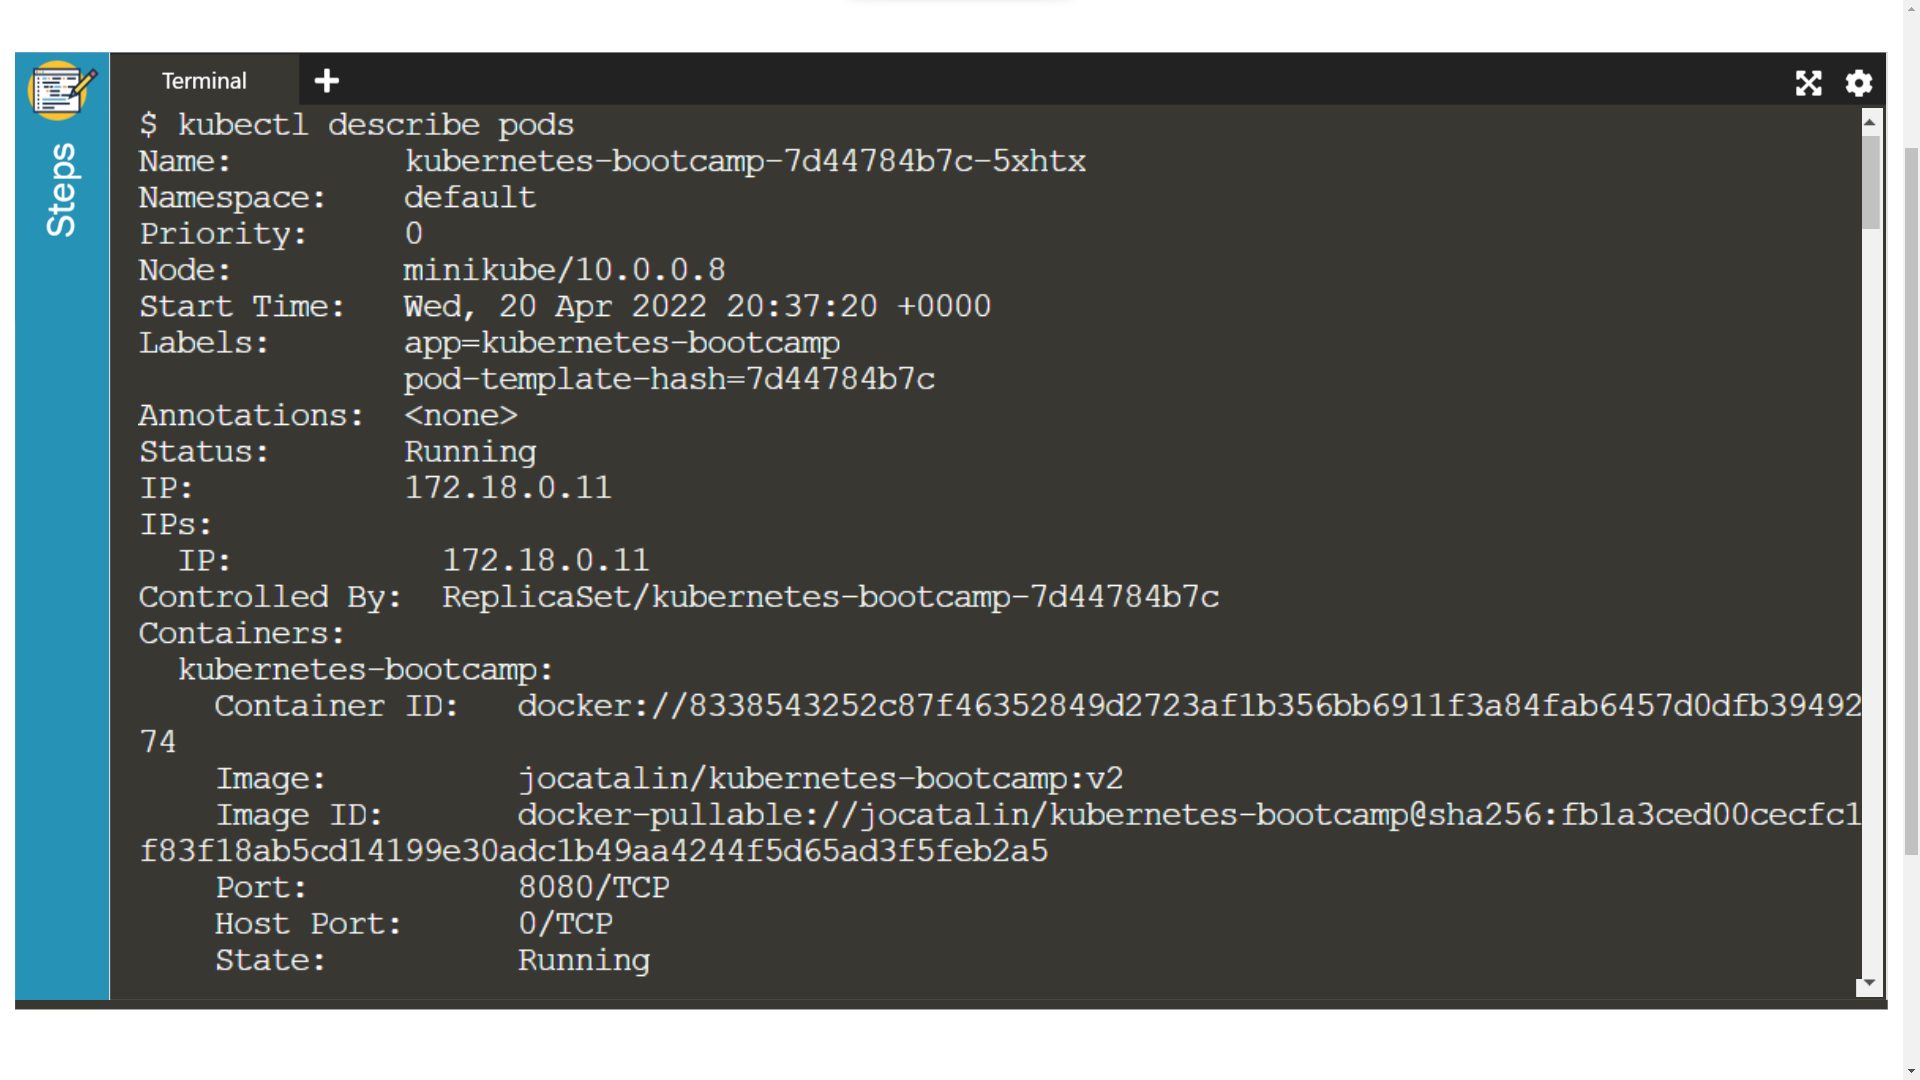 Terminal
Steps
$ kubectl describe pods
Name:         kubernetes-bootcamp-7d44784b7c-5xhtx
Namespace:    default
Priority:     0
Node:         minikube/10.0.0.8
Start Time:   Wed, 20 Apr 2022 20:37:20 +0000
Labels:       app=kubernetes-bootcamp
              pod-template-hash=7d44784b7c
Annotations:  <none>
Status:       Running
IP:           172.18.0.11
IPs:
  IP:           172.18.0.11
Controlled By:  ReplicaSet/kubernetes-bootcamp-7d44784b7c
Containers:
  kubernetes-bootcamp:
    Container ID:   docker://8338543252c87f46352849d2723af1b356bb6911f3a84fab6457d0dfb39492
74
    Image:          jocatalin/kubernetes-bootcamp:v2
    Image ID:       docker-pullable://jocatalin/kubernetes-bootcamp@sha256:fb1a3ced00cecfc1
f83f18ab5cd14199e30adc1b49aa4244f5d65ad3f5feb2a5
    Port:           8080/TCP
    Host Port:      0/TCP
    State:          Running